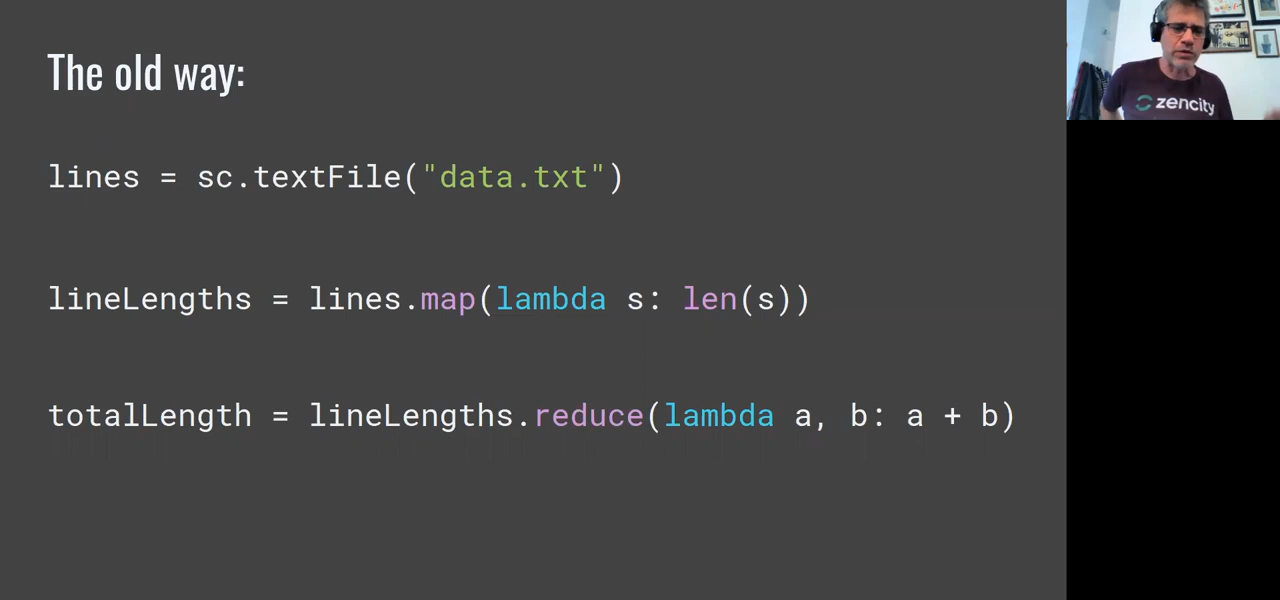 The old way:
lines = sc.textFile("data.txt")
lineLengths = lines.map(lambda s: len(s))
totalLength = lineLengths.reduce(lambda a, b: a + b)
zencity